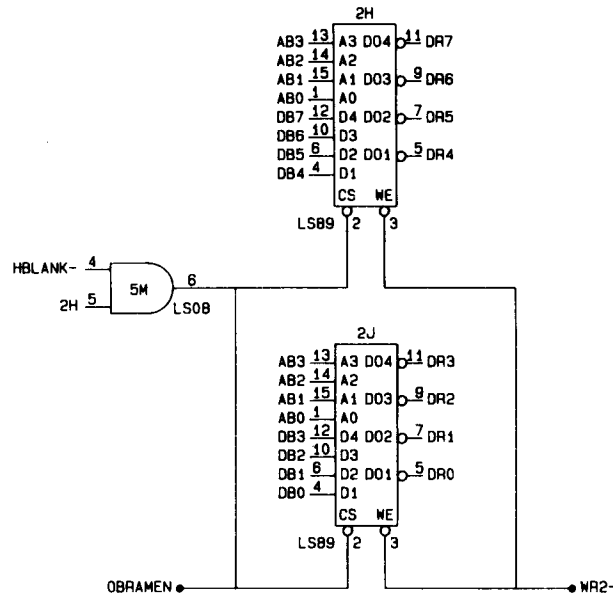 2H
AB3 13 A3 DO4 11 DR7
AB2 14 A2
AB1 15 A1 DO3 9 DR6
AB0 1 A0
DB7 12 D4 DO2 7 DR5
DB6 10 D3
DB5 6 D2 DO1 5 DR4
DB4 4 D1
CS WE
LS89 2 3
HBLANK- 4
5M 6
2H 5 LS08
2J
AB3 13 A3 DO4 11 DR3
AB2 14 A2
AB1 15 A1 DO3 9 DR2
AB0 1 A0
DB3 12 D4 DO2 7 DR1
DB2 10 D3
DB1 6 D2 DO1 5 DR0
DB0 4 D1
CS WE
LS89 2 3
OBRAMEN WR2-